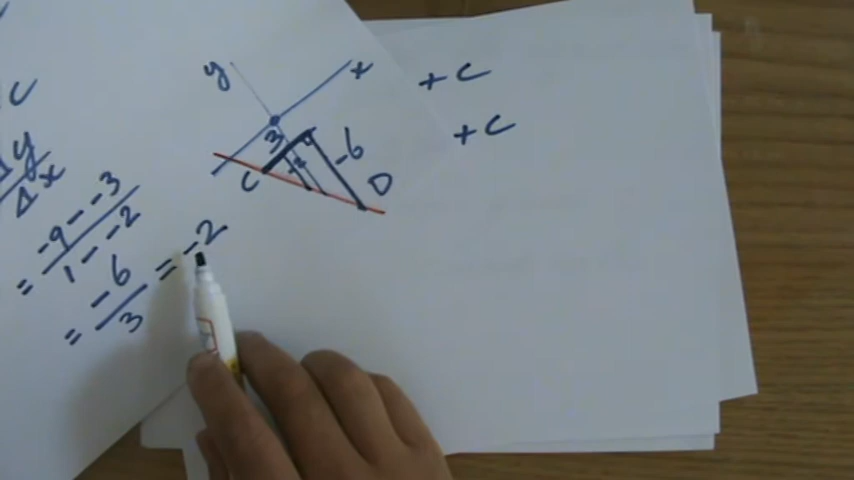 C
Δy
Δx
= -9 - -3
1 - -2
= -6
3
= -2
y
x
3
-6
C
D
+ C
+ C